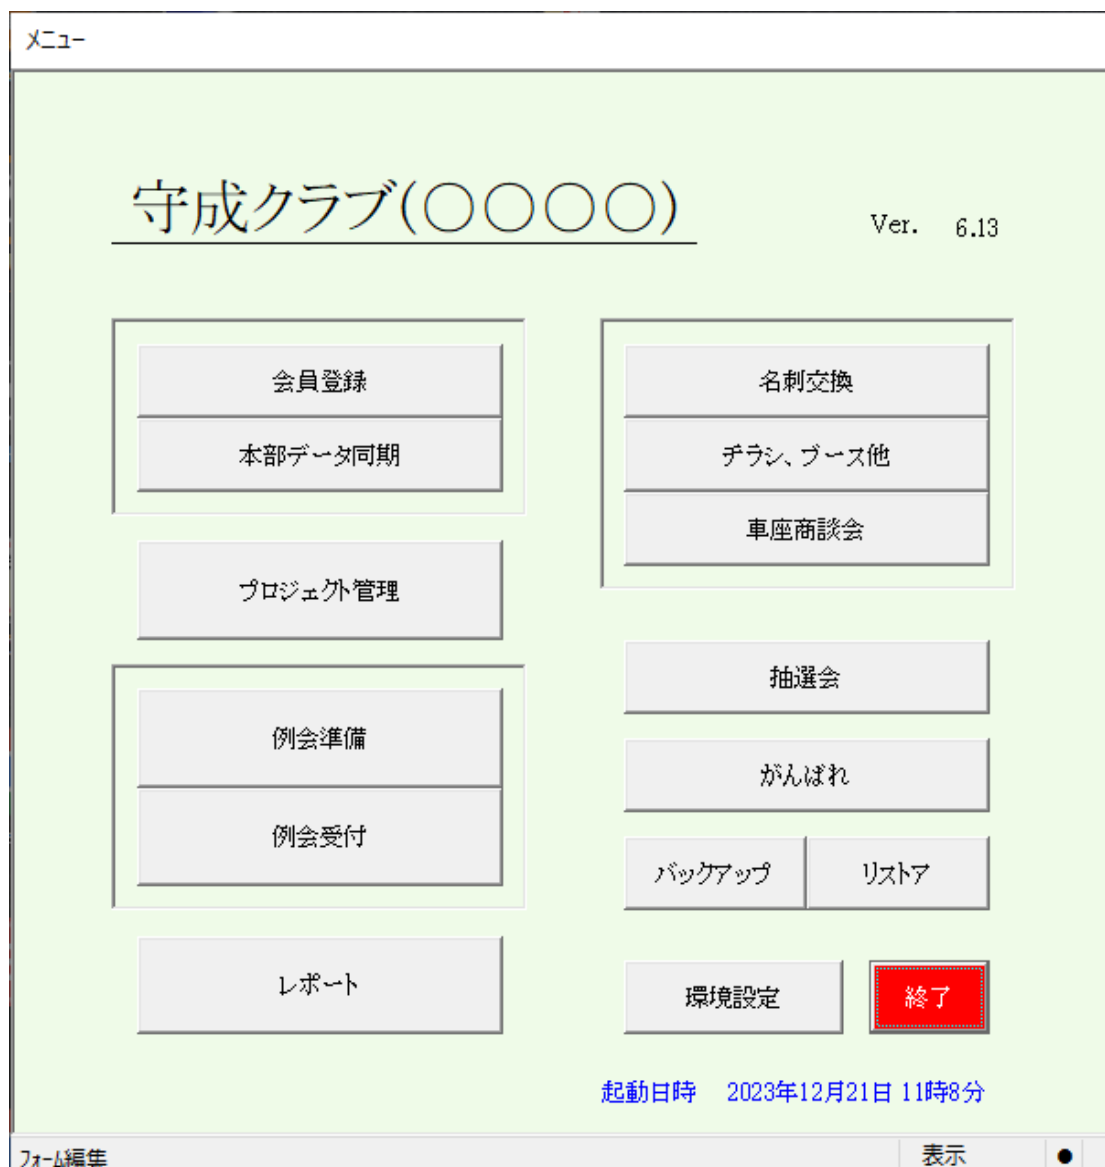 メニュー
守成クラブ(○○○○)
Ver. 6.13
会員登録
本部データ同期
プロジェクト管理
例会準備
例会受付
レポート
名刺交換
チラシ、ブース他
車座商談会
抽選会
がんばれ
バックアップ リストア
環境設定 終了
起動日時 2023年12月21日 11時8分
フォーム編集 表示 ●